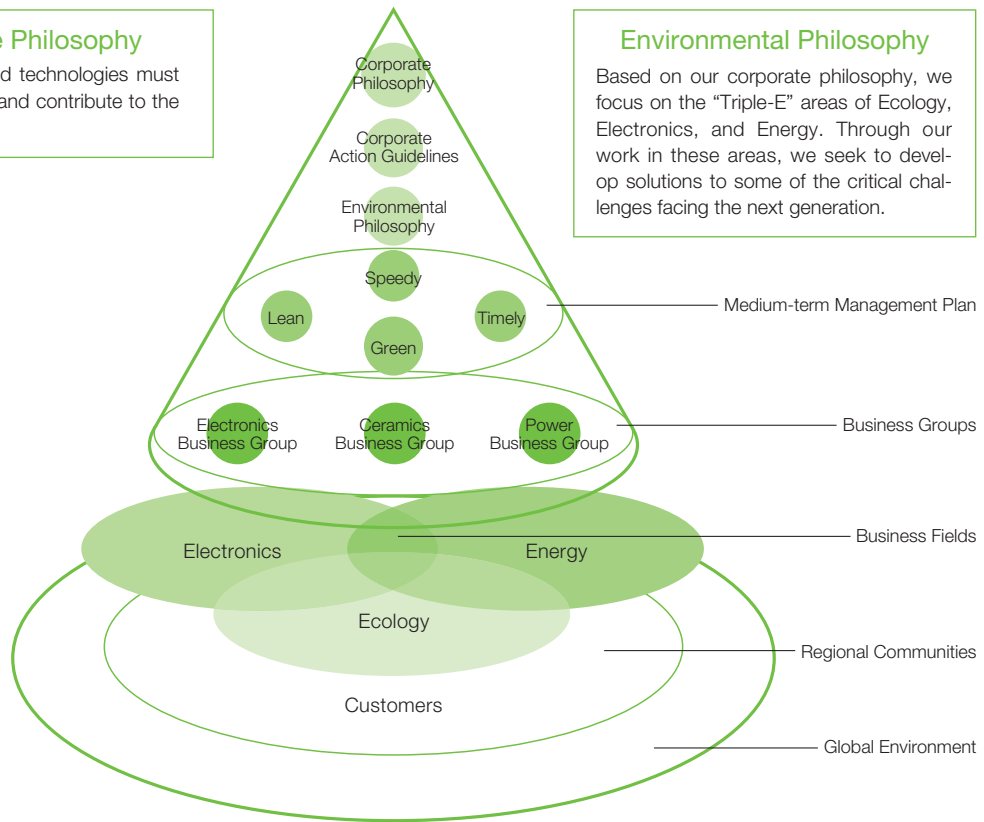 Philosophy
technologies must
and contribute to the
Corporate
Philosophy
Corporate
Action Guidelines
Environmental
Philosophy
Environmental Philosophy
Based on our corporate philosophy, we
focus on the “Triple-E” areas of Ecology,
Electronics, and Energy. Through our
work in these areas, we seek to devel-
op solutions to some of the critical chal-
lenges facing the next generation.
Speedy
Lean
Timely
Green
Medium-term Management Plan
Electronics
Business Group
Ceramics
Business Group
Power
Business Group
Business Groups
Electronics
Energy
Business Fields
Ecology
Regional Communities
Customers
Global Environment